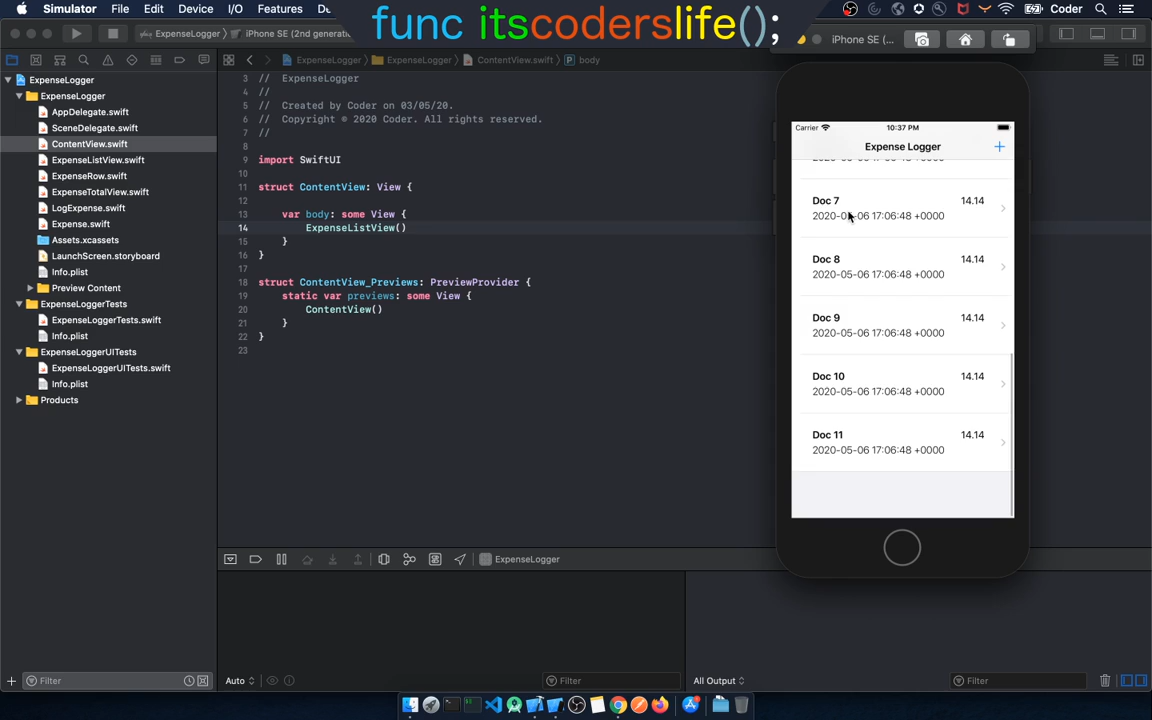 Simulator File Edit View Device I/O Features De
func itscoderslife();
Coder
ExpenseLogger iPhone SE (2nd generati
iPhone SE (...
ExpenseLogger ExpenseLogger ContentView.swift body
ExpenseLogger
ExpenseLogger
AppDelegate.swift
SceneDelegate.swift
ContentView.swift
ExpenseListView.swift
ExpenseRow.swift
ExpenseTotalView.swift
LogExpense.swift
Expense.swift
Assets.xcassets
LaunchScreen.storyboard
Info.plist
Preview Content
ExpenseLoggerTests
ExpenseLoggerTests.swift
Info.plist
ExpenseLoggerUITests
ExpenseLoggerUITests.swift
Info.plist
Products
Filter
3 // ExpenseLogger
4 //
5 // Created by Coder on 03/05/20.
6 // Copyright © 2020 Coder. All rights reserved.
7 //
8
9 import SwiftUI
10
11 struct ContentView: View {
12
13 var body: some View {
14 ExpenseListView()
15 }
16 }
17
18 struct ContentView_Previews: PreviewProvider {
19 static var previews: some View {
20 ContentView()
21 }
22 }
23
Carrier 10:37 PM
Expense Logger +
Doc 7 14.14
2020-05-06 17:06:48 +0000
Doc 8 14.14
2020-05-06 17:06:48 +0000
Doc 9 14.14
2020-05-06 17:06:48 +0000
Doc 10 14.14
2020-05-06 17:06:48 +0000
Doc 11 14.14
2020-05-06 17:06:48 +0000
ExpenseLogger
Auto Filter
All Output Filter